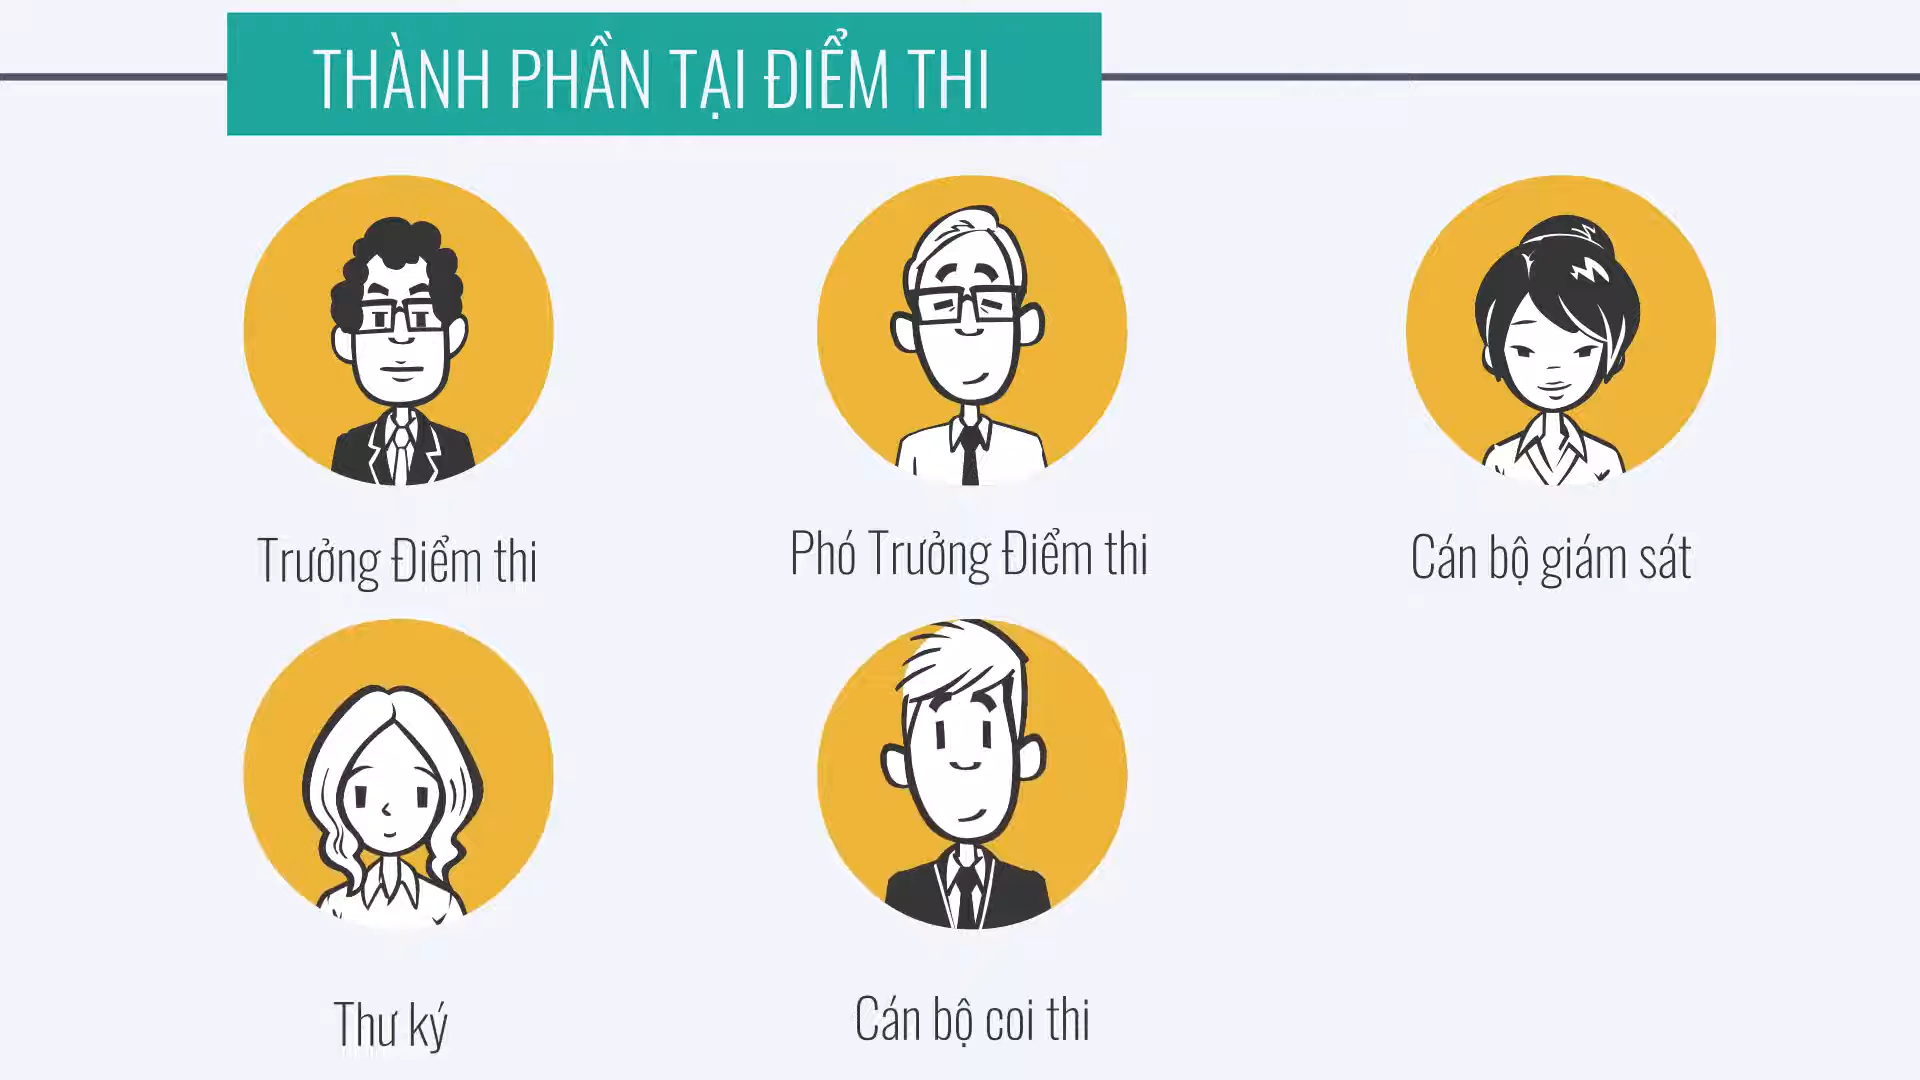 THÀNH PHẦN TẠI ĐIỂM THI
Trưởng Điểm thi
Phó Trưởng Điểm thi
Cán bộ giám sát
Thư ký
Cán bộ coi thi